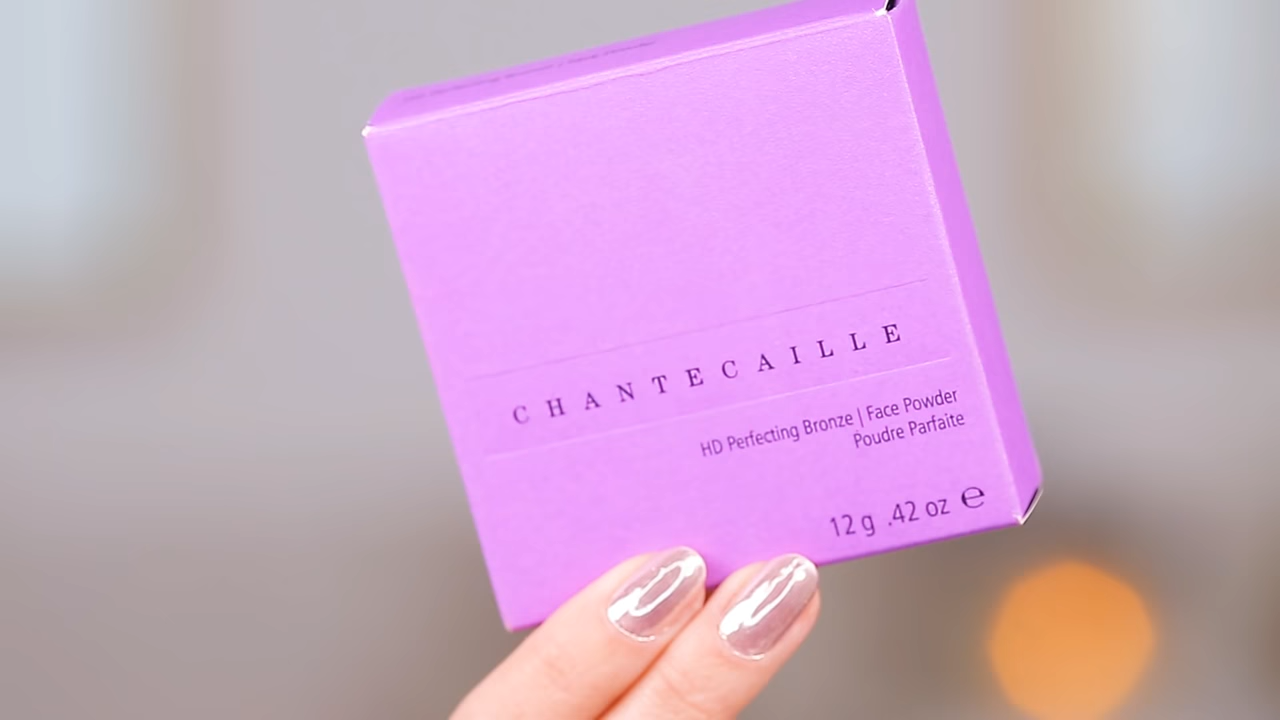 CHANTECAILLE
HD Perfecting Bronze | Face Powder
Poudre Parfaite
12 g .42 oz ℮